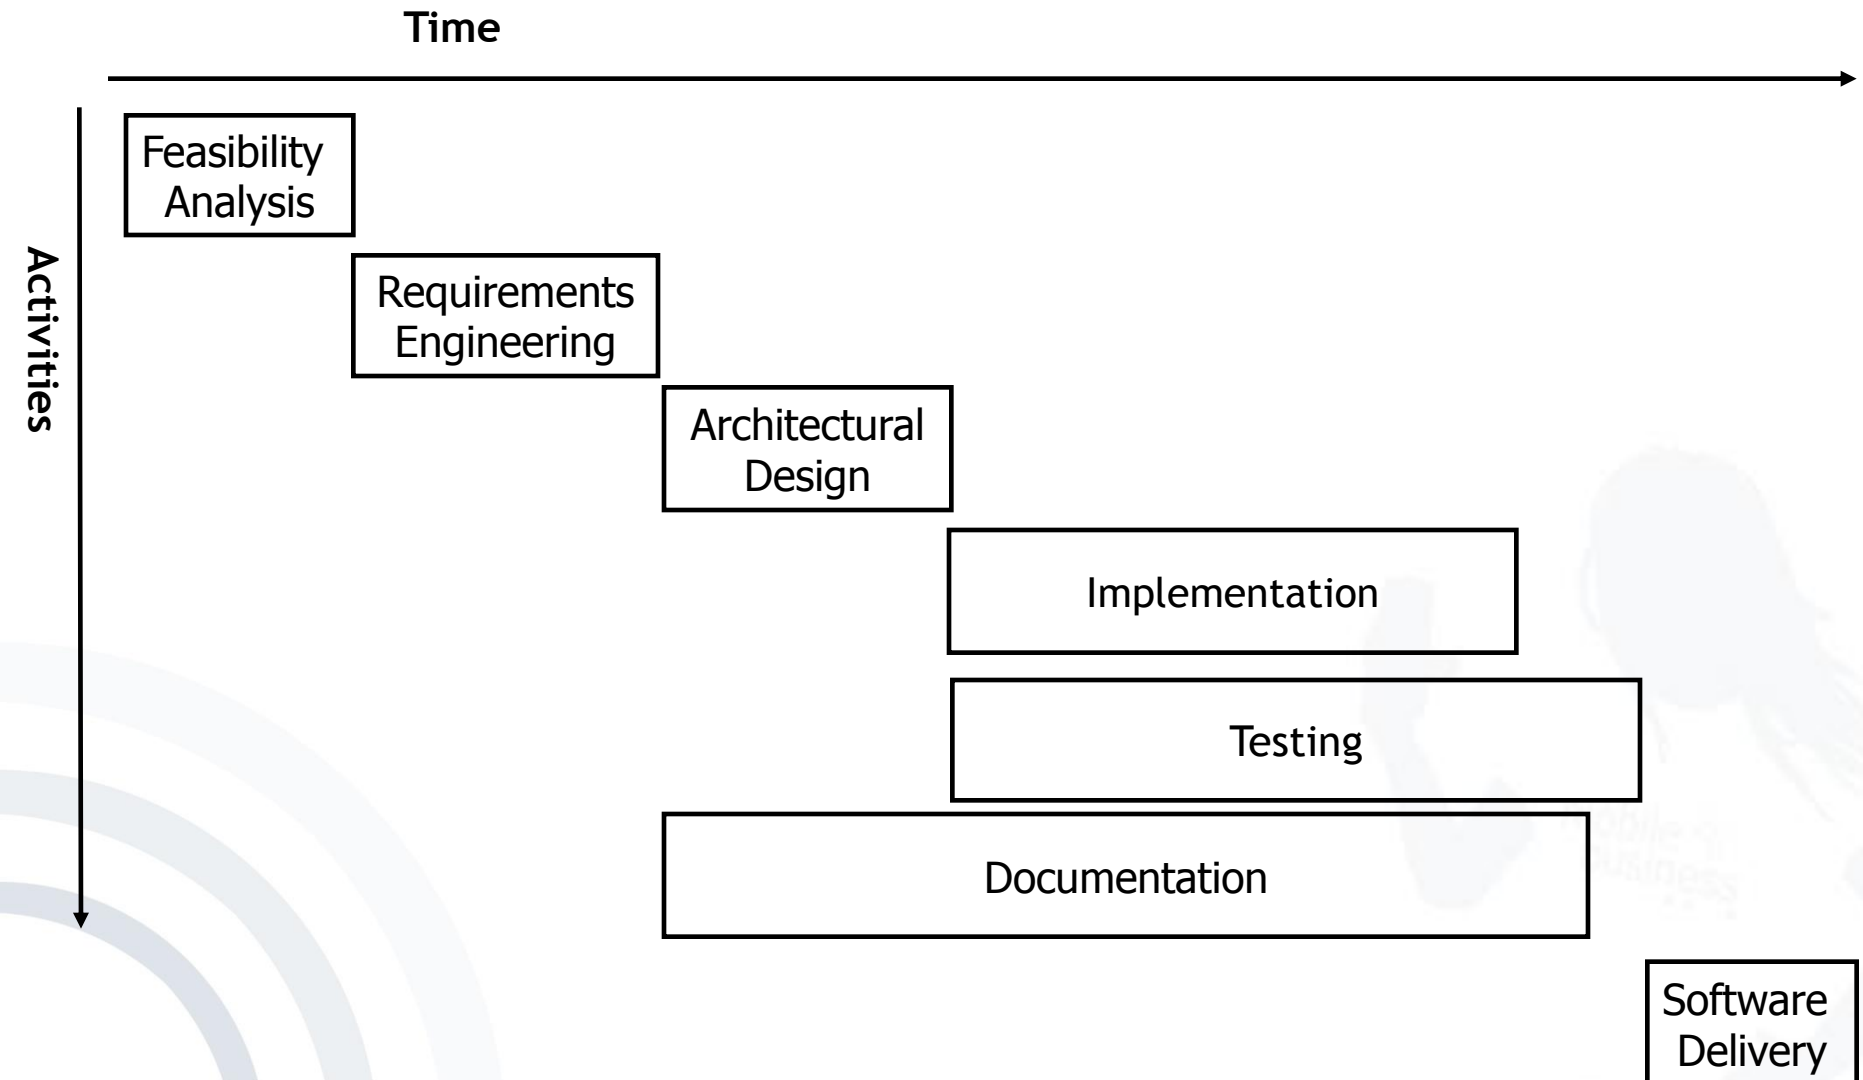 Time
Activities
Feasibility
Analysis
Requirements
Engineering
Architectural
Design
Implementation
Testing
Documentation
Software
Delivery